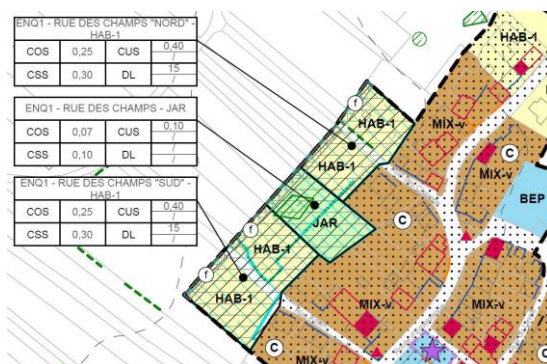 ENQ1 - RUE DES CHAMPS "NORD" -
HAB-1
COS 0,25 CUS 0,40
/
CSS 0,30 DL 15
/
ENQ1 - RUE DES CHAMPS - JAR
COS 0,07 CUS 0,10
/
CSS 0,10 DL /
ENQ1 - RUE DES CHAMPS "SUD" -
HAB-1
COS 0,25 CUS 0,40
/
CSS 0,30 DL 15
/
HAB-1
f
HAB-1
MIX-v
C
HAB-1
MIX-v
BEP
f
JAR
C
HAB-1
f
HAB-1
MIX-v
MIX-v
C
C
MIX-v
C